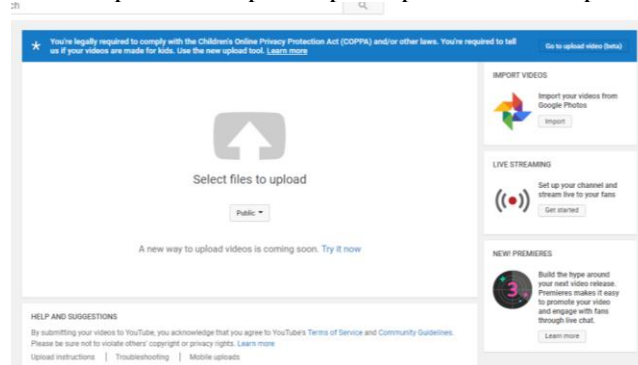 You're legally required to comply with the Children's Online Privacy Protection Act (COPPA) and/or other laws. You're required to tell
us if your videos are made for kids. Use the new upload tool. Learn more
Go to upload video (beta)
Select files to upload
Public
A new way to upload videos is coming soon. Try it now
IMPORT VIDEOS
Import your videos from
Google Photos
Import
LIVE STREAMING
Set up your channel and
stream live to your fans
Get started
NEW! PREMIERES
3
Build the hype around
your next video release.
Premieres makes it easy
to promote your video
and engage with fans
through live chat.
Learn more
HELP AND SUGGESTIONS
By submitting your videos to YouTube, you acknowledge that you agree to YouTube's Terms of Service and Community Guidelines.
Please be sure not to violate others' copyright or privacy rights. Learn more
Upload instructions | Troubleshooting | Mobile uploads